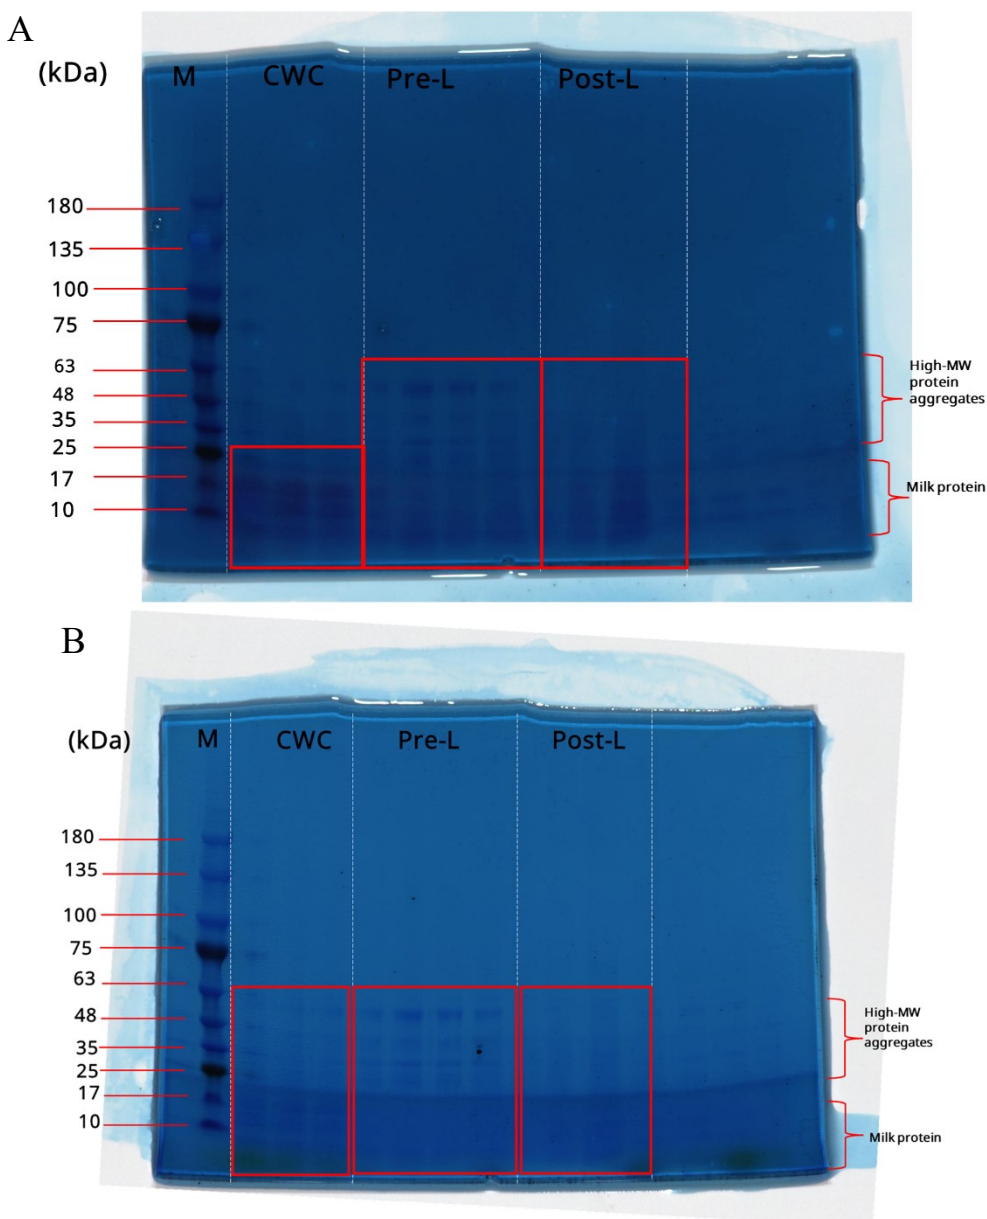 A
(kDa)
M CWC Pre-L Post-L
180
135
100
75
63
48
35
25
17
10
High-MW
protein
aggregates
Milk protein
B
(kDa)
M CWC Pre-L Post-L
180
135
100
75
63
48
35
25
17
10
High-MW
protein
aggregates
Milk protein